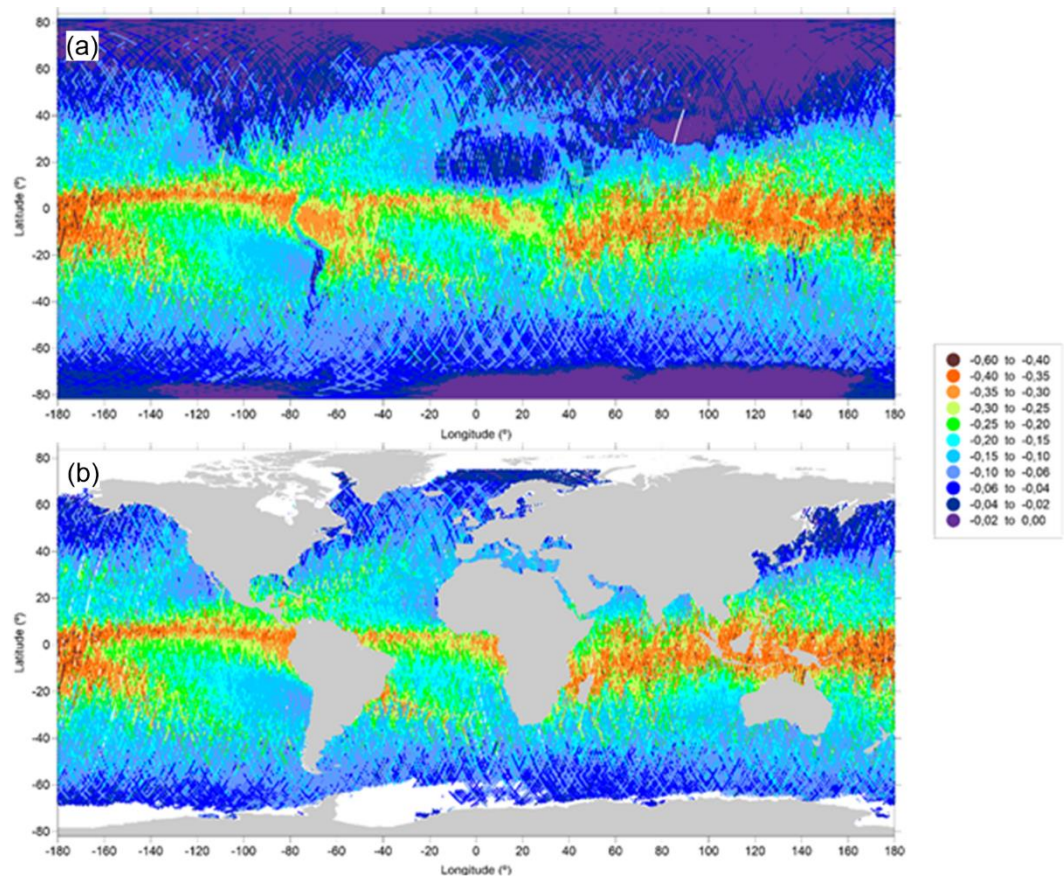 (a)
80
60
40
20
0
-20
-40
-60
-80
Latitude (º)
-180 -160 -140 -120 -100 -80 -60 -40 -20 0 20 40 60 80 100 120 140 160 180
Longitude (º)
(b)
80
60
40
20
0
-20
-40
-60
-80
Latitude (º)
-180 -160 -140 -120 -100 -80 -60 -40 -20 0 20 40 60 80 100 120 140 160 180
Longitude (º)
-0,60 to -0,40
-0,40 to -0,35
-0,35 to -0,30
-0,30 to -0,25
-0,25 to -0,20
-0,20 to -0,15
-0,15 to -0,10
-0,10 to -0,06
-0,06 to -0,04
-0,04 to -0,02
-0,02 to 0,00